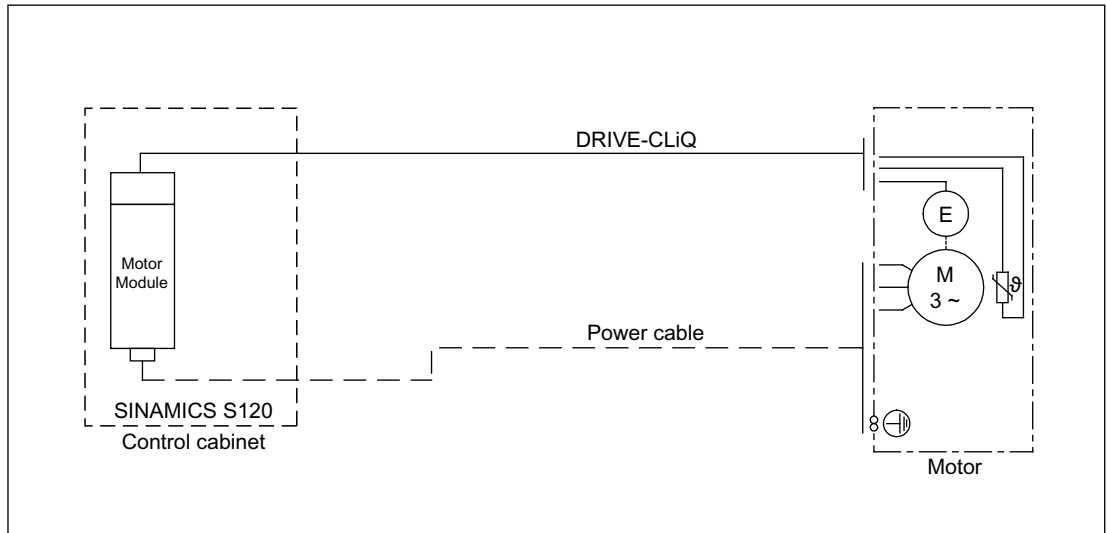 DRIVE-CLiQ
E
Motor
Module
M
3 ~
ϑ
Power cable
SINAMICS S120
Control cabinet
Motor